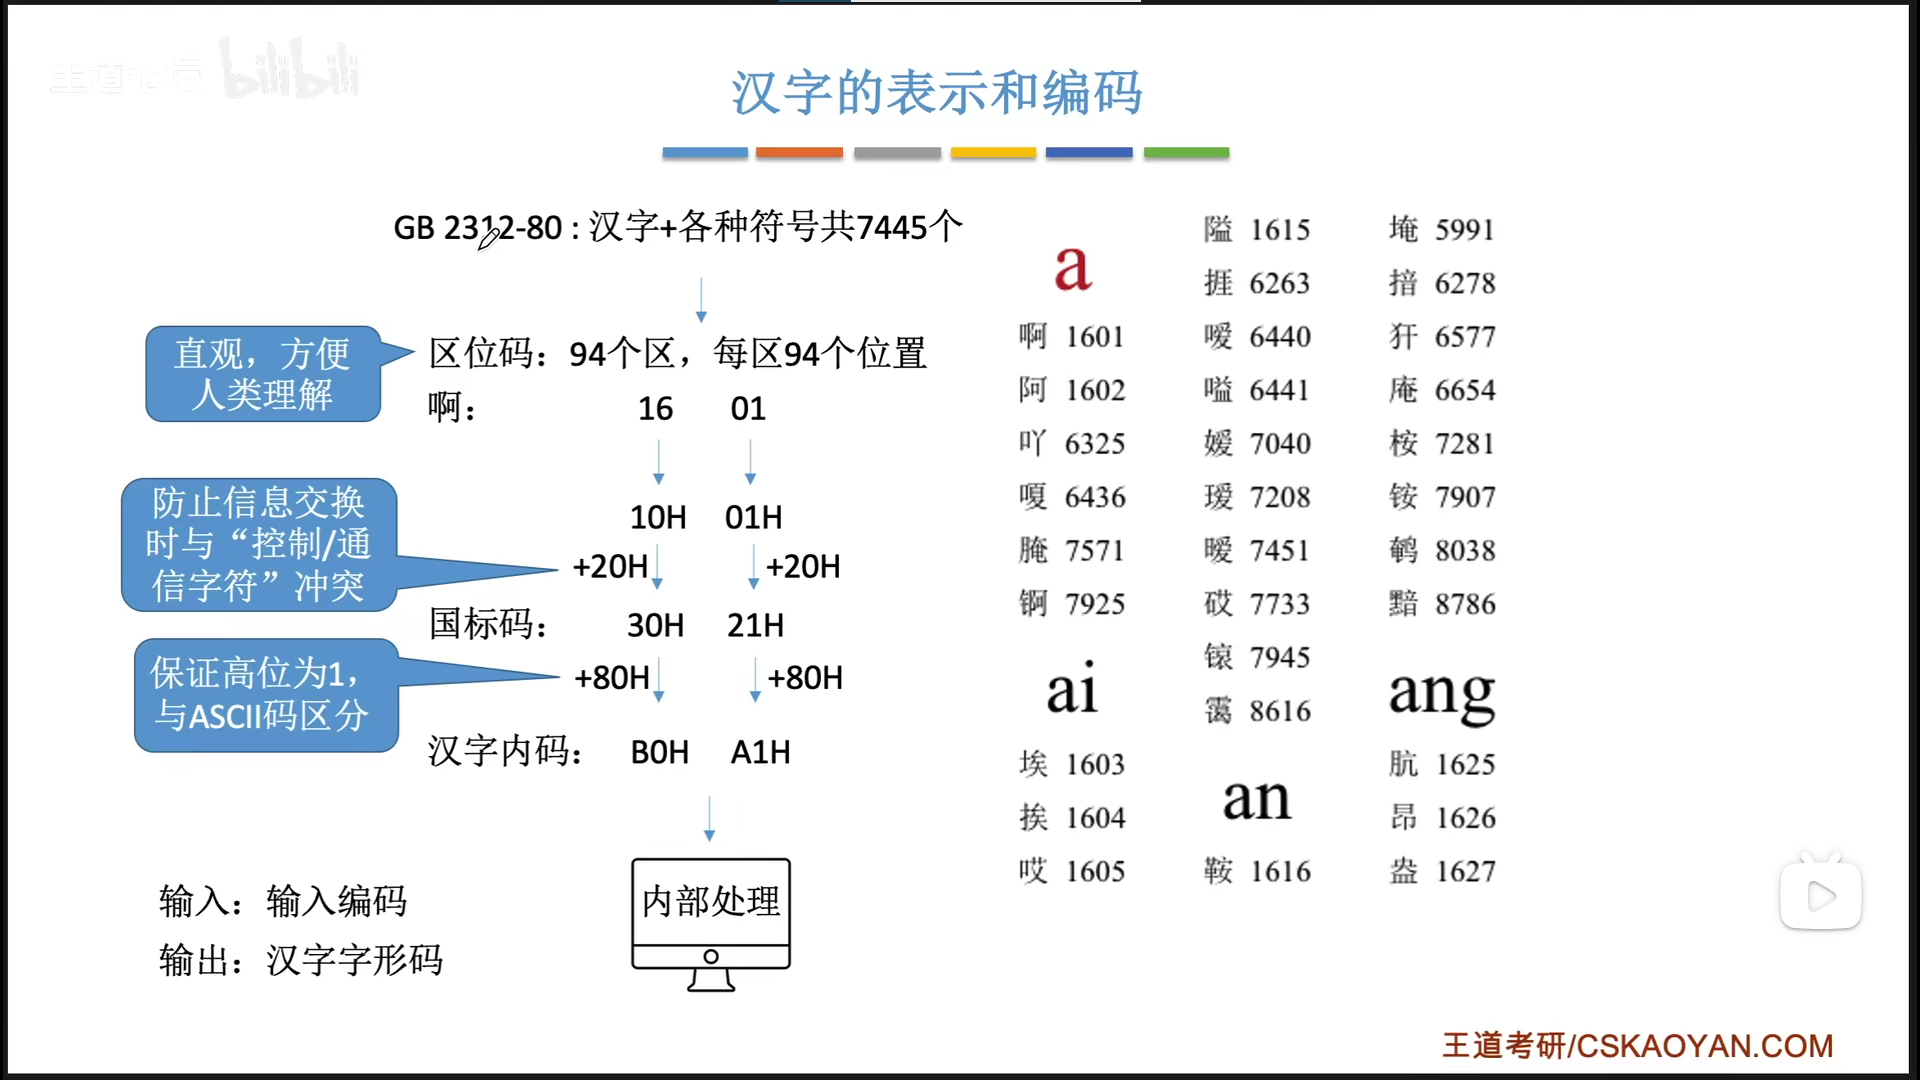 bilibili
汉字的表示和编码
GB 2312-80 : 汉字+各种符号共7445个
直观，方便
人类理解
区位码：94个区，每区94个位置
啊： 16 01
10H 01H
防止信息交换
时与“控制/通
信字符”冲突
+20H +20H
国标码： 30H 21H
保证高位为1，
与ASCII码区分
+80H +80H
汉字内码： B0H A1H
内部处理
输入：输入编码
输出：汉字字形码
a
啊 1601
阿 1602
吖 6325
嗄 6436
腌 7571
锕 7925
ai
埃 1603
挨 1604
哎 1605
隘 1615
捱 6263
嗳 6440
嗌 6441
嫒 7040
瑷 7208
暧 7451
砹 7733
锿 7945
霭 8616
an
鞍 1616
埯 5991
揞 6278
犴 6577
庵 6654
桉 7281
铵 7907
鹌 8038
黯 8786
ang
肮 1625
昂 1626
盎 1627
王道考研/CSKAOYAN.COM